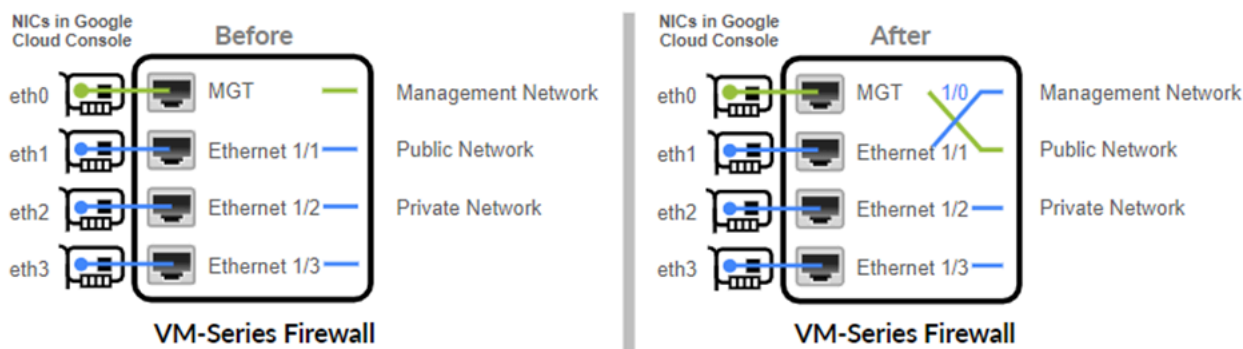 NICs in Google
Cloud Console
Before
eth0
MGT
Management Network
eth1
Ethernet 1/1
Public Network
eth2
Ethernet 1/2
Private Network
eth3
Ethernet 1/3
VM-Series Firewall
NICs in Google
Cloud Console
After
eth0
MGT
1/0
Management Network
eth1
Ethernet 1/1
Public Network
eth2
Ethernet 1/2
Private Network
eth3
Ethernet 1/3
VM-Series Firewall